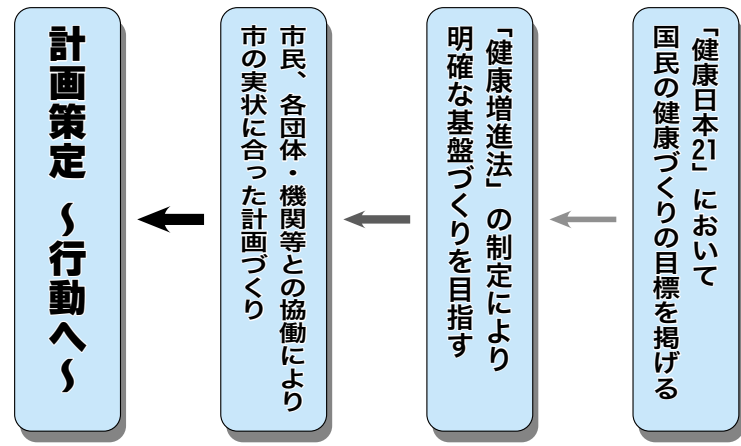 「健康日本21」において
国民の健康づくりの目標を掲げる
「健康増進法」の制定により
明確な基盤づくりを目指す
市民、各団体・機関等との協働により
市の実状に合った計画づくり
計画策定 〜行動へ〜